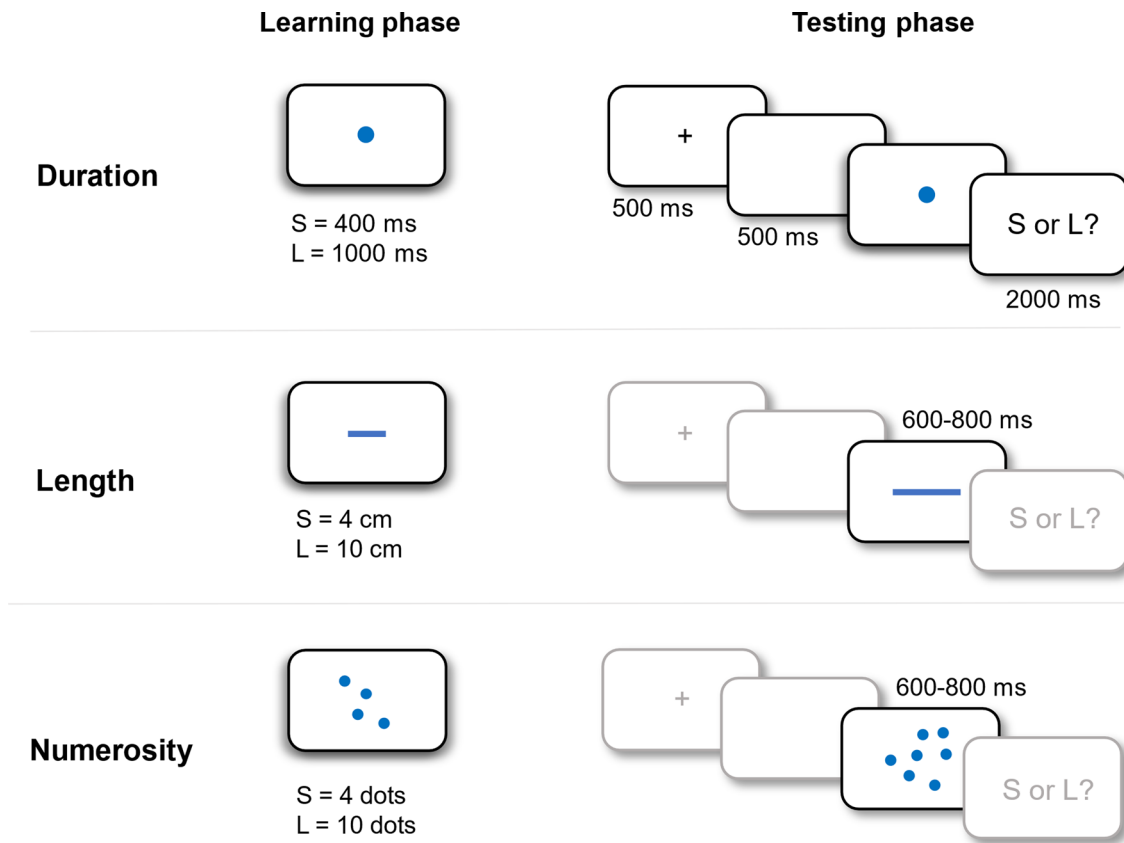 Learning phase
Testing phase
Duration
+
S = 400 ms
L = 1000 ms
500 ms
500 ms
S or L?
2000 ms
Length
S = 4 cm
L = 10 cm
+
600-800 ms
S or L?
Numerosity
S = 4 dots
L = 10 dots
+
600-800 ms
S or L?